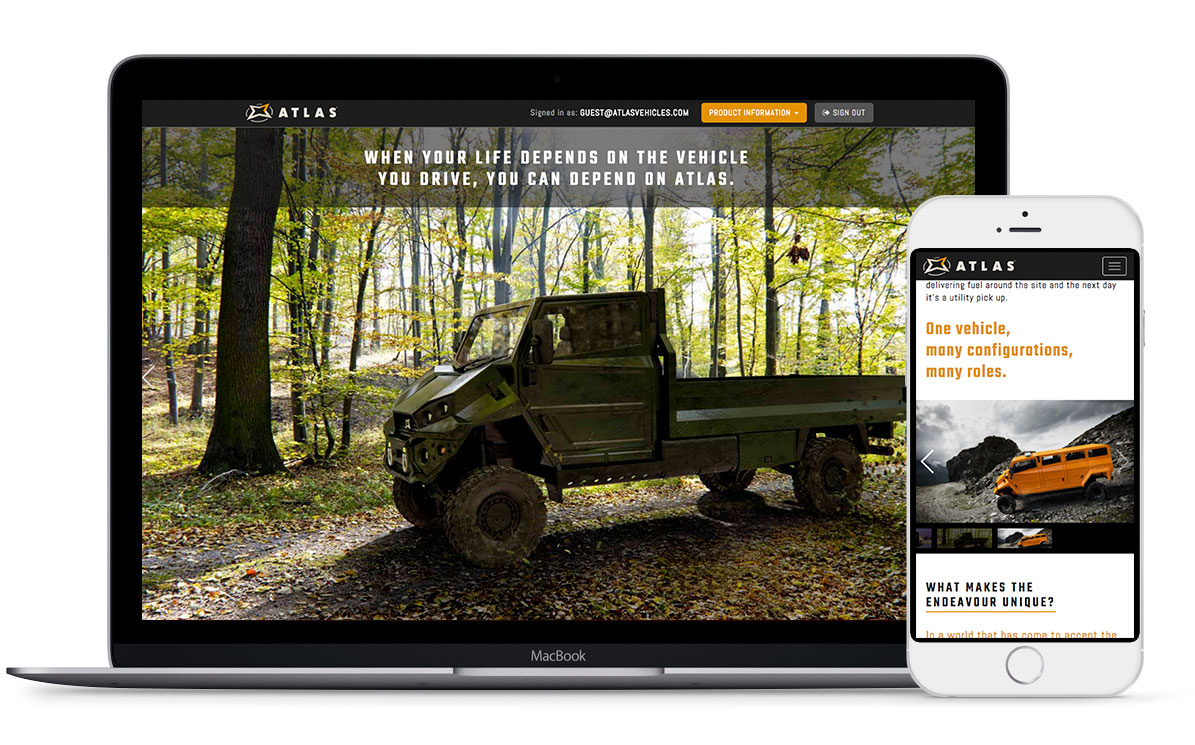 ATLAS
Signed in as: GUEST@ATLASVEHICLES.COM
PRODUCT INFORMATION
SIGN OUT
WHEN YOUR LIFE DEPENDS ON THE VEHICLE
YOU DRIVE, YOU CAN DEPEND ON ATLAS.
MacBook
ATLAS
delivering fuel around the site and the next day
it's a utility pick up.
One vehicle,
many configurations,
many roles.
WHAT MAKES THE
ENDEAVOUR UNIQUE?
In a world that has come to accept the